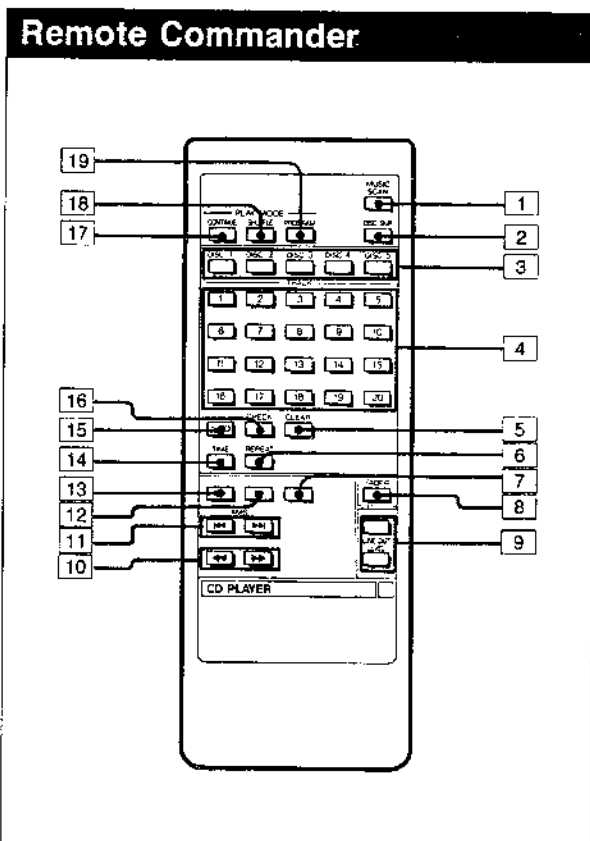 Remote Commander
19
MUSIC SCAN
18
1
PLAY MODE
CONTINUE SHUFFLE PROGRAM
DISC SKIP
17
2
DISC 1 DISC 2 DISC 3 DISC 4 DISC 5
3
TRACK
1 2 3 4 5
6 7 8 9 10
4
11 12 13 14 15
16 17 18 19 20
16
CHECK CLEAR
15
5
TIME REPEAT
14
6
7
13
FADER
8
12
AMS
11
LINE OUT LEVEL
9
10
CD PLAYER